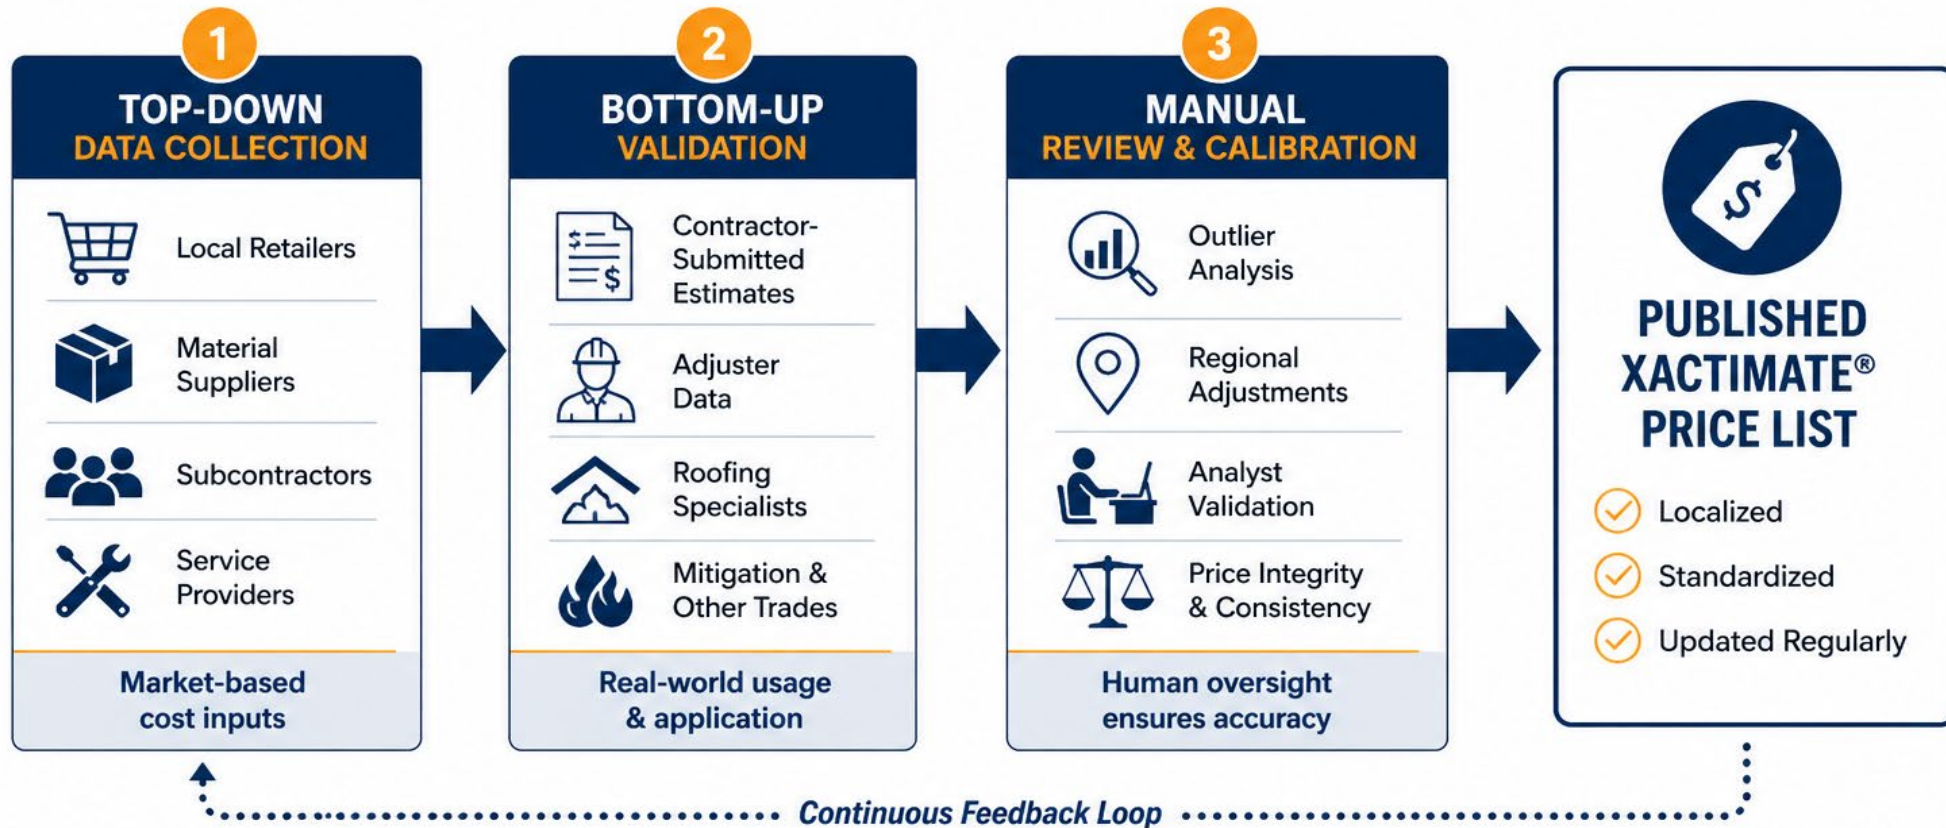 1
TOP-DOWN
DATA COLLECTION
Local Retailers
Material
Suppliers
Subcontractors
Service
Providers
Market-based
cost inputs
2
BOTTOM-UP
VALIDATION
$
$
Contractor-
Submitted
Estimates
Adjuster
Data
Roofing
Specialists
Mitigation &
Other Trades
Real-world usage
& application
3
MANUAL
REVIEW & CALIBRATION
Outlier
Analysis
Regional
Adjustments
Analyst
Validation
Price Integrity
& Consistency
Human oversight
ensures accuracy
$
PUBLISHED
XACTIMATE®
PRICE LIST
Localized
Standardized
Updated Regularly
Continuous Feedback Loop